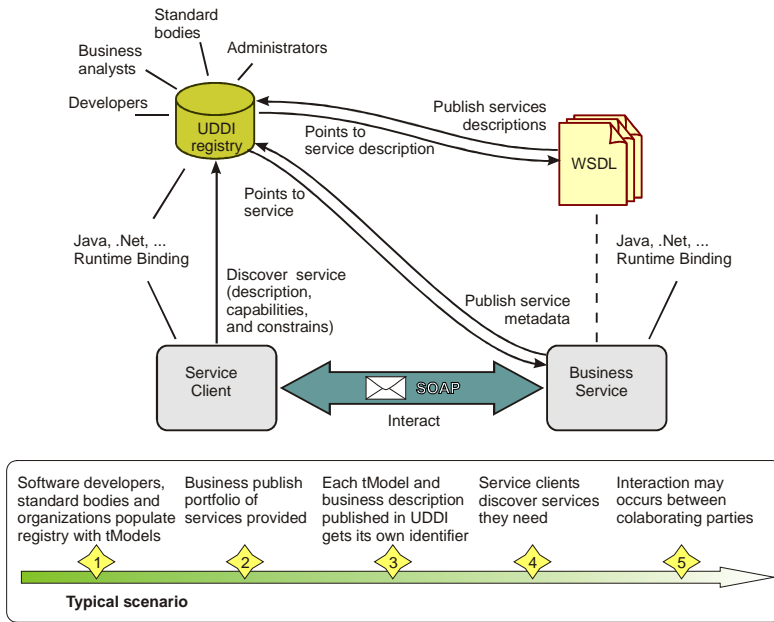 Standard
bodies
Business
analysts
Administrators
Developers
UDDI
registry
Publish services
descriptions
Points to
service description
WSDL
Points to
service
Java, .Net, ...
Runtime Binding
Java, .Net, ...
Runtime Binding
Discover service
(description,
capabilities,
and constrains)
Publish service
metadata
Service
Client
SOAP
Interact
Business
Service
Software developers,
standard bodies and
organizations populate
registry with tModels
Business publish
portfolio of
services provided
Each tModel and
business description
published in UDDI
gets its own identifier
Service clients
discover services
they need
Interaction may
occurs between
colaborating parties
1
2
3
4
5
Typical scenario